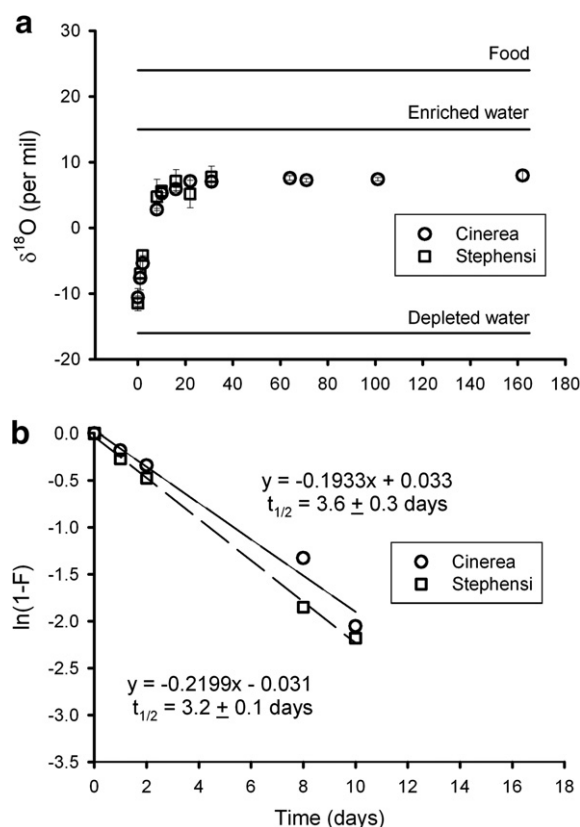 a
30
Food
20
Enriched water
10
0
-10
-20
δ18O (per mil)
Cinerea
Stephensi
Depleted water
0 20 40 60 80 100 120 140 160 180
b
0.0
-0.5
-1.0
-1.5
-2.0
-2.5
-3.0
-3.5
ln(1-F)
y = -0.1933x + 0.033
t1/2 = 3.6 ± 0.3 days
Cinerea
Stephensi
y = -0.2199x - 0.031
t1/2 = 3.2 ± 0.1 days
0 2 4 6 8 10 12 14 16 18
Time (days)